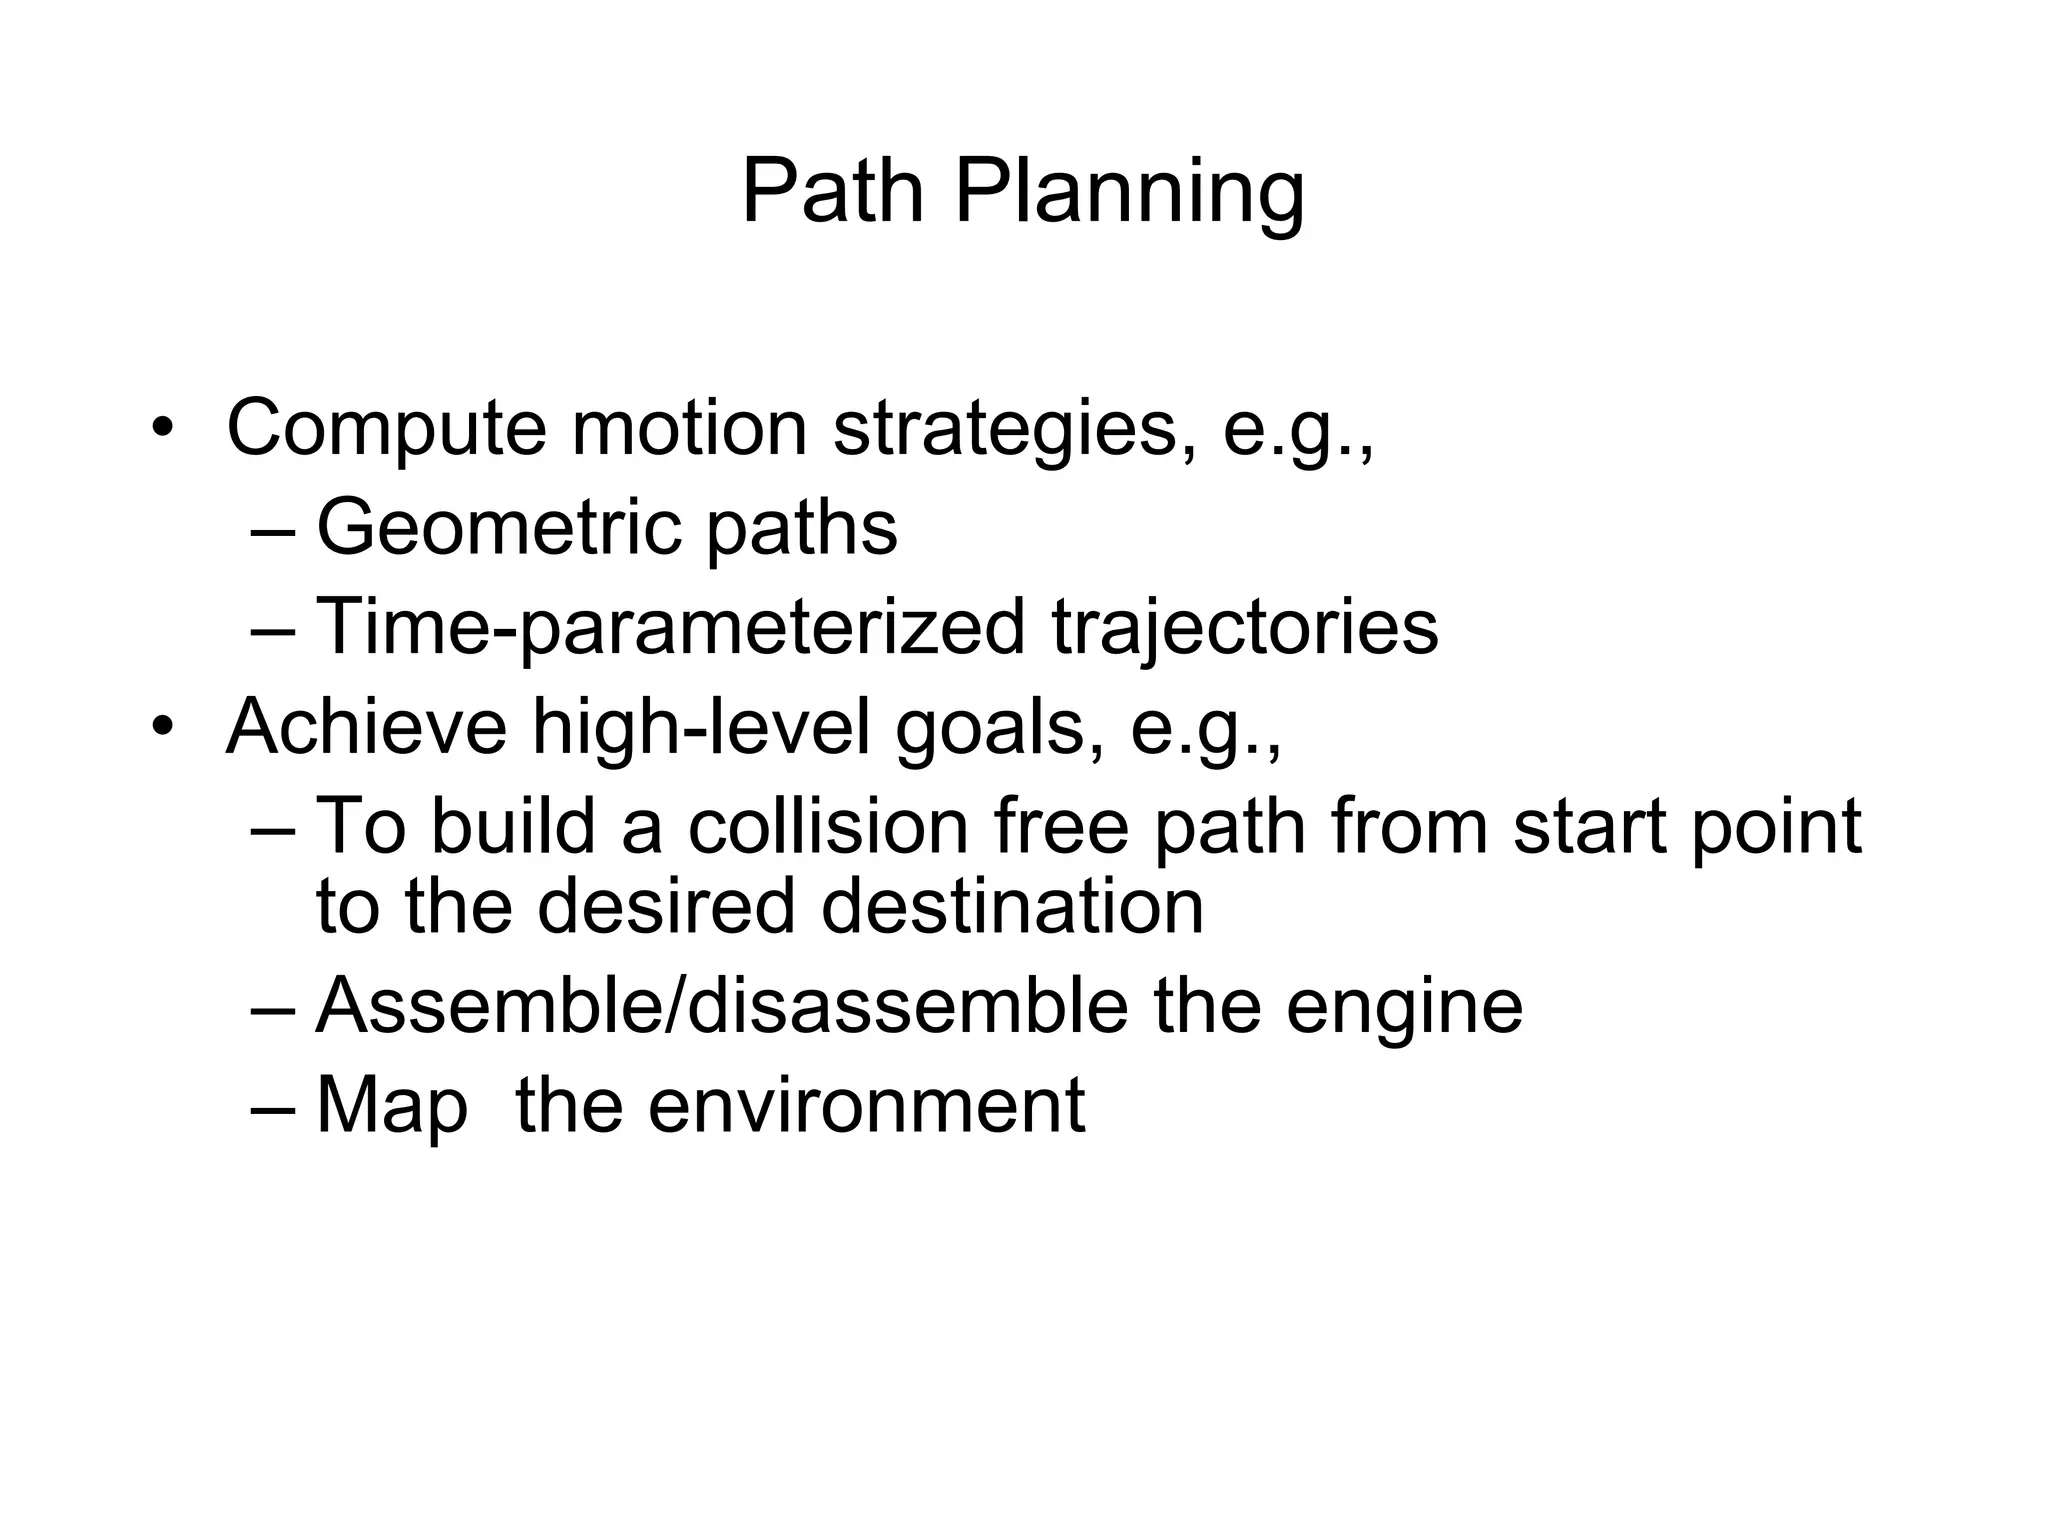 Path Planning
• Compute motion strategies, e.g.,
– Geometric paths
– Time-parameterized trajectories
• Achieve high-level goals, e.g.,
– To build a collision free path from start point
to the desired destination
– Assemble/disassemble the engine
– Map  the environment